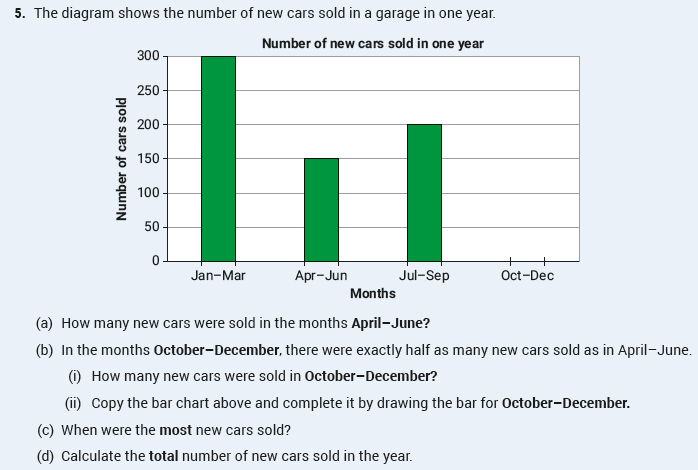 5. The diagram shows the number of new cars sold in a garage in one year.
Number of new cars sold in one year
Number of cars sold
300
250
200
150
100
50
0
Jan–Mar Apr–Jun Jul–Sep Oct–Dec
Months
(a) How many new cars were sold in the months April–June?
(b) In the months October–December, there were exactly half as many new cars sold as in April–June.
(i) How many new cars were sold in October–December?
(ii) Copy the bar chart above and complete it by drawing the bar for October–December.
(c) When were the most new cars sold?
(d) Calculate the total number of new cars sold in the year.